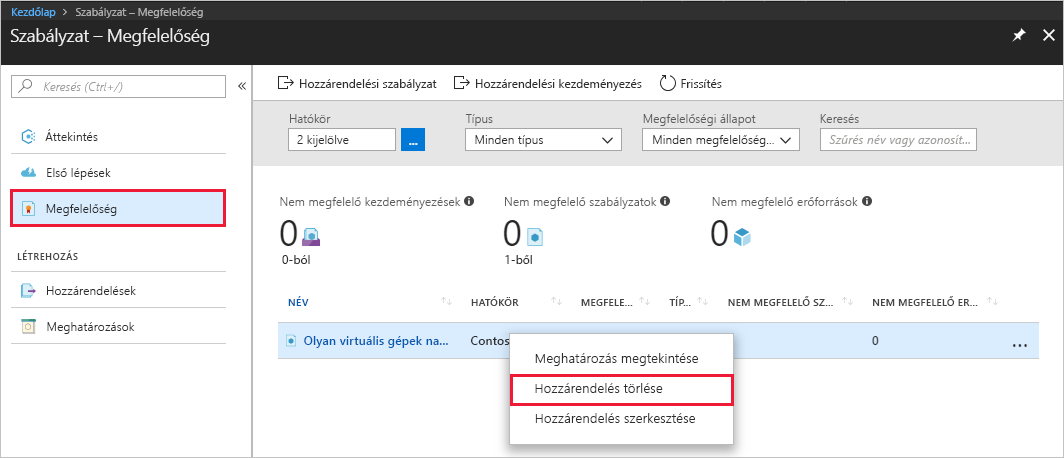 Kezdőlap > Szabályzat – Megfelelőség
Szabályzat – Megfelelőség
Keresés (Ctrl+/)
«
Áttekintés
Első lépések
Megfelelőség
LÉTREHOZÁS
Hozzárendelések
Meghatározások
Hozzárendelési szabályzat Hozzárendelési kezdeményezés Frissítés
Hatókör Típus Megfelelőségi állapot Keresés
2 kijelölve ... Minden típus Minden megfelelőség... Szűrés név vagy azonosít...
Nem megfelelő kezdeményezések Nem megfelelő szabályzatok Nem megfelelő erőforrások
0 0 0
0-ból 1-ből
NÉV HATÓKÖR MEGFELE... TÍP... NEM MEGFELELŐ SZ... NEM MEGFELELŐ ER...
Olyan virtuális gépek na... Contos 0 ...
Meghatározás megtekintése
Hozzárendelés törlése
Hozzárendelés szerkesztése